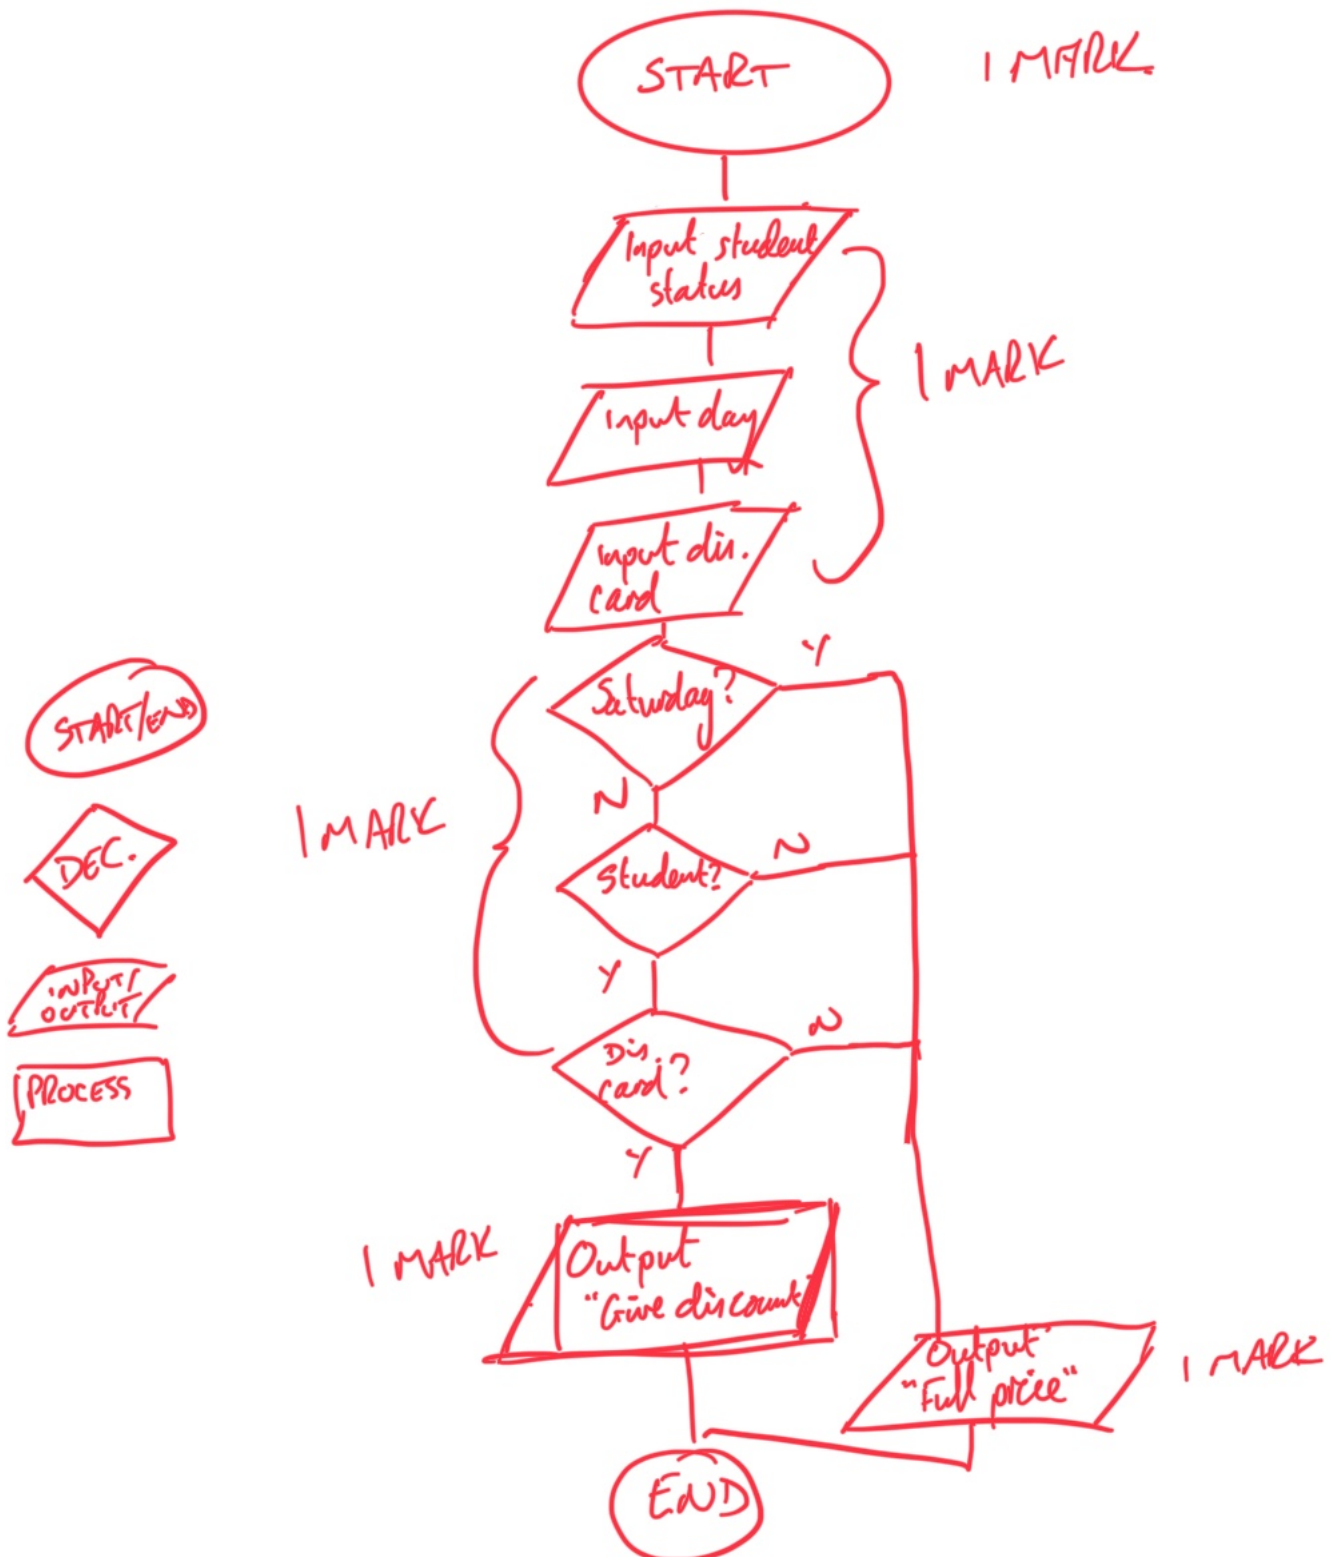 START
1 MARK
Input student
status
1 MARK
Input day
Input dis.
card
Y
Saturday?
START/END
N
1 MARK
N
DEC.
Student?
Y
INPUT/
OUTPUT
N
Dis.
card?
PROCESS
Y
1 MARK
Output
"Give discount"
Output
"Full price"
1 MARK
END